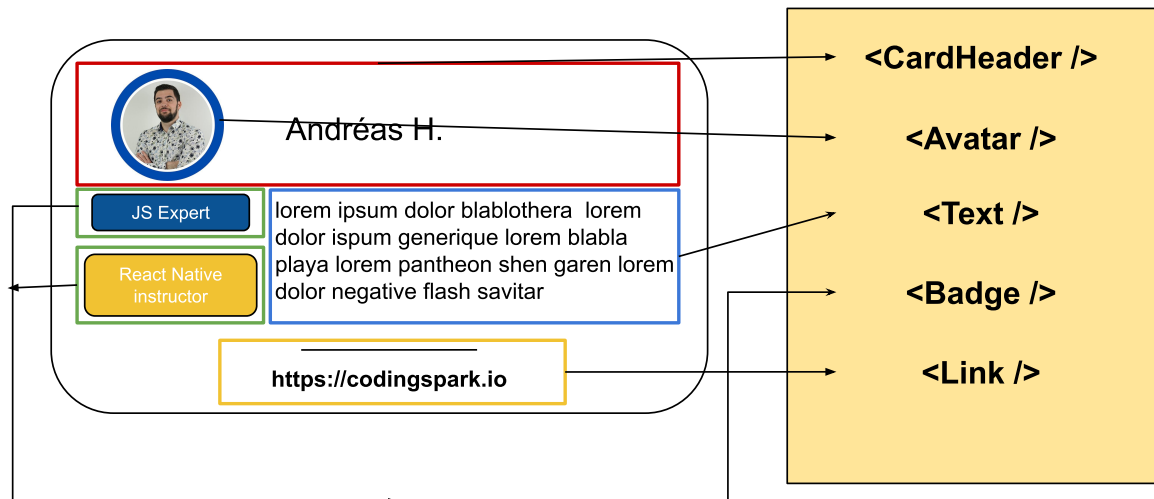 Andréas H.
JS Expert
React Native
instructor
lorem ipsum dolor blablothera  lorem
dolor ispum generique lorem blabla
playa lorem pantheon shen garen lorem
dolor negative flash savitar
https://codingspark.io
<CardHeader />
<Avatar />
<Text />
<Badge />
<Link />